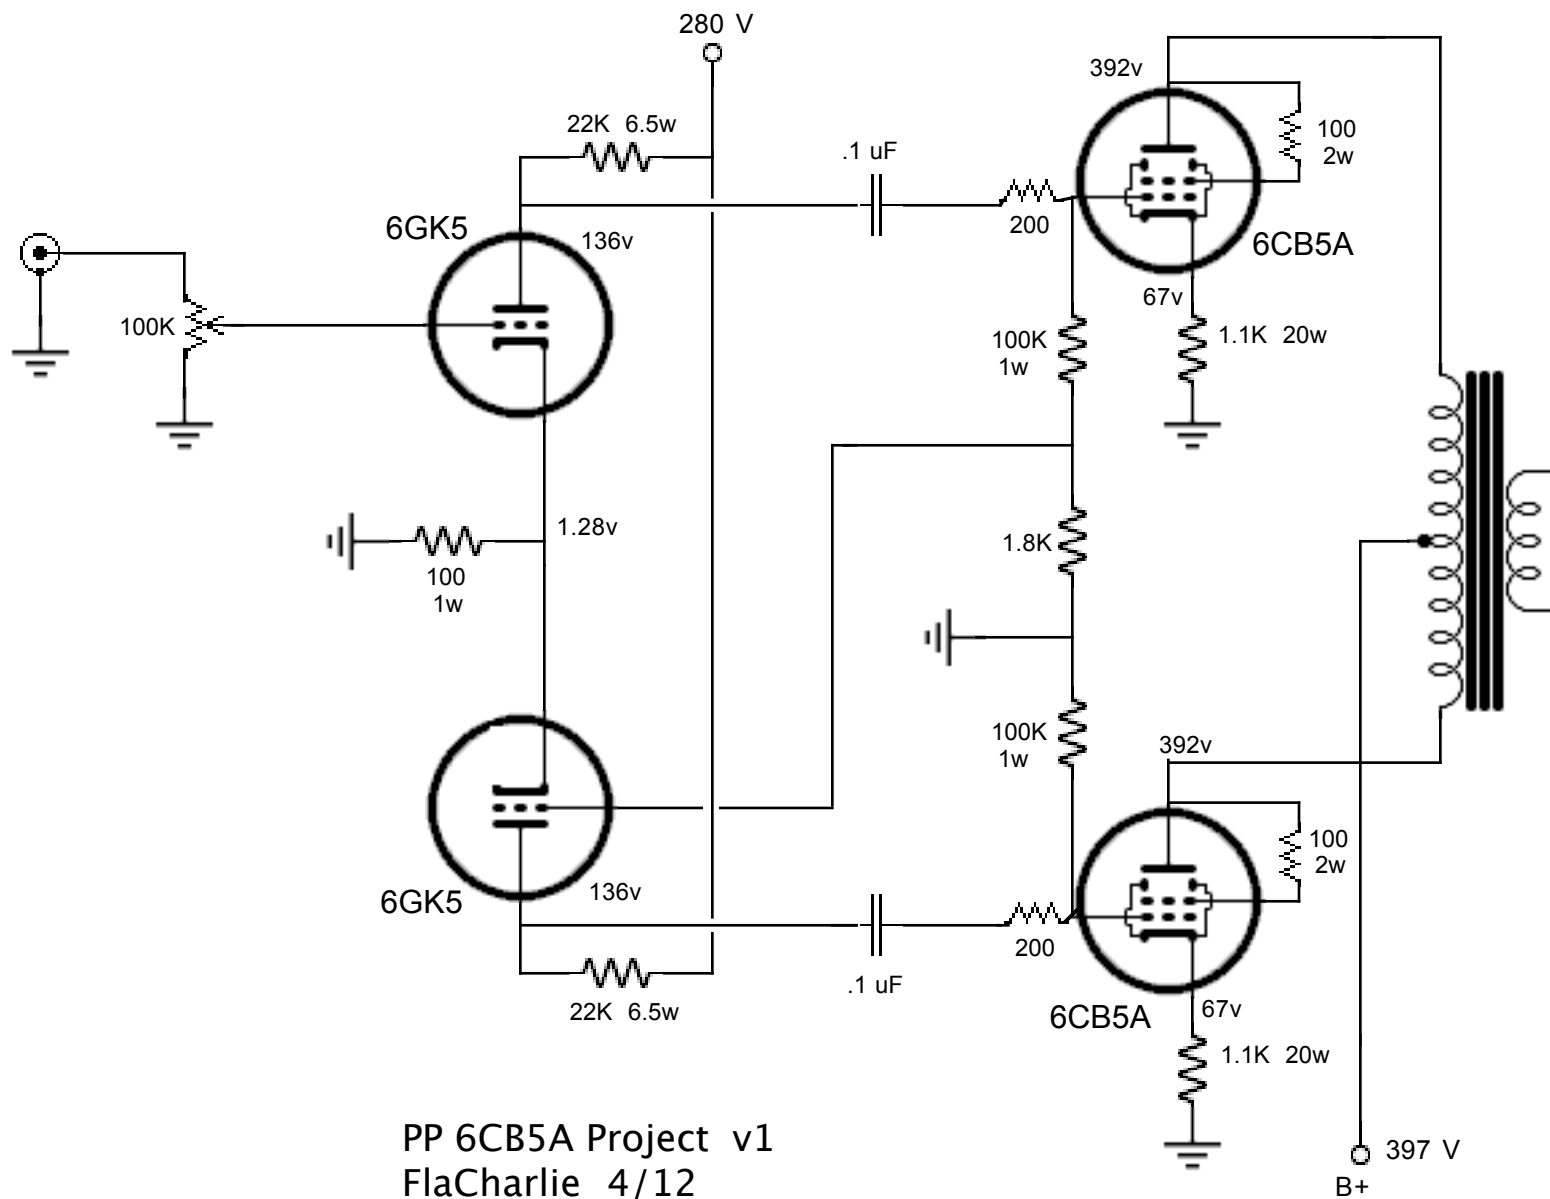 280 V
392v
22K 6.5w
.1 uF
100
2w
200
6GK5
136v
6CB5A
67v
100K
100K
1w
1.1K 20w
1.28v
1.8K
100
1w
100K
1w
392v
100
2w
6GK5
136v
200
.1 uF
22K 6.5w
6CB5A
67v
1.1K 20w
PP 6CB5A Project v1
FlaCharlie 4/12
397 V
B+